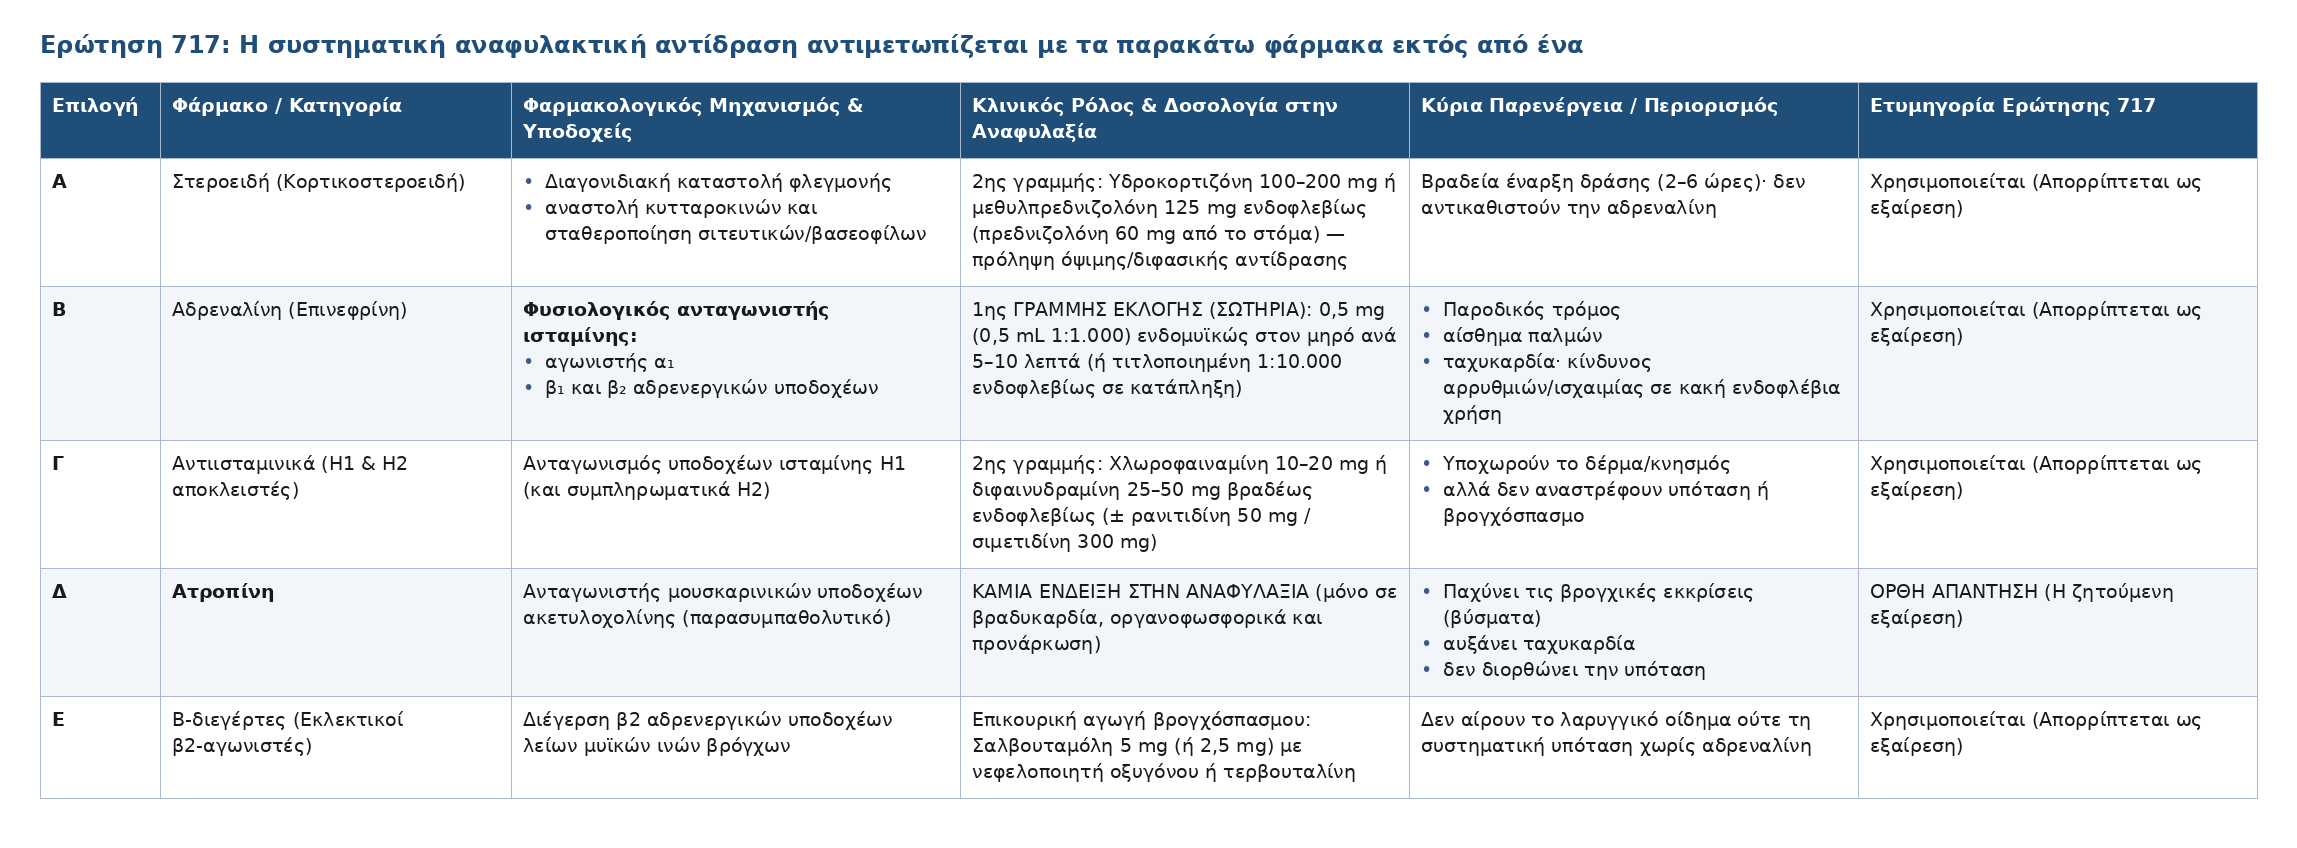 Ερώτηση 717: Η συστηματική αναφυλακτική αντίδραση αντιμετωπίζεται με τα παρακάτω φάρμακα εκτός από ένα
Επιλογή
Φάρμακο / Κατηγορία
Φαρμακολογικός Μηχανισμός &
Υποδοχείς
Κλινικός Ρόλος & Δοσολογία στην
Αναφυλαξία
Κύρια Παρενέργεια / Περιορισμός
Ετυμηγορία Ερώτησης 717
Α
Στεροειδή (Κορτικοστεροειδή)
• Διαγονιδιακή καταστολή φλεγμονής
• αναστολή κυτταροκινών και
σταθεροποίηση σιτευτικών/βασεοφίλων
2ης γραμμής: Υδροκορτιζόνη 100–200 mg ή
μεθυλπρεδνιζολόνη 125 mg ενδοφλεβίως
(πρεδνιζολόνη 60 mg από το στόμα) —
πρόληψη όψιμης/διφασικής αντίδρασης
Βραδεία έναρξη δράσης (2–6 ώρες)· δεν
αντικαθιστούν την αδρεναλίνη
Χρησιμοποιείται (Απορρίπτεται ως
εξαίρεση)
Β
Αδρεναλίνη (Επινεφρίνη)
Φυσιολογικός ανταγωνιστής
ισταμίνης:
• αγωνιστής α₁
• β₁ και β₂ αδρενεργικών υποδοχέων
1ης ΓΡΑΜΜΗΣ ΕΚΛΟΓΗΣ (ΣΩΤΗΡΙΑ): 0,5 mg
(0,5 mL 1:1.000) ενδομυϊκώς στον μηρό ανά
5–10 λεπτά (ή τιτλοποιημένη 1:10.000
ενδοφλεβίως σε κατάπληξη)
• Παροδικός τρόμος
• αίσθημα παλμών
• ταχυκαρδία· κίνδυνος
αρρυθμιών/ισχαιμίας σε κακή ενδοφλέβια
χρήση
Χρησιμοποιείται (Απορρίπτεται ως
εξαίρεση)
Γ
Αντιισταμινικά (Η1 & Η2
αποκλειστές)
Ανταγωνισμός υποδοχέων ισταμίνης Η1
(και συμπληρωματικά Η2)
2ης γραμμής: Χλωροφαιναμίνη 10–20 mg ή
διφαινυδραμίνη 25–50 mg βραδέως
ενδοφλεβίως (± ρανιτιδίνη 50 mg /
σιμετιδίνη 300 mg)
• Υποχωρούν το δέρμα/κνησμός
• αλλά δεν αναστρέφουν υπόταση ή
βρογχόσπασμο
Χρησιμοποιείται (Απορρίπτεται ως
εξαίρεση)
Δ
Ατροπίνη
Ανταγωνιστής μουσκαρινικών υποδοχέων
ακετυλοχολίνης (παρασυμπαθολυτικό)
ΚΑΜΙΑ ΕΝΔΕΙΞΗ ΣΤΗΝ ΑΝΑΦΥΛΑΞΙΑ (μόνο σε
βραδυκαρδία, οργανοφωσφορικά και
προνάρκωση)
• Παχύνει τις βρογχικές εκκρίσεις
(βύσματα)
• αυξάνει ταχυκαρδία
• δεν διορθώνει την υπόταση
ΟΡΘΗ ΑΠΑΝΤΗΣΗ (Η ζητούμενη
εξαίρεση)
Ε
Β-διεγέρτες (Εκλεκτικοί
β2-αγωνιστές)
Διέγερση β2 αδρενεργικών υποδοχέων
λείων μυϊκών ινών βρόγχων
Επικουρική αγωγή βρογχόσπασμου:
Σαλβουταμόλη 5 mg (ή 2,5 mg) με
νεφελοποιητή οξυγόνου ή τερβουταλίνη
Δεν αίρουν το λαρυγγικό οίδημα ούτε τη
συστηματική υπόταση χωρίς αδρεναλίνη
Χρησιμοποιείται (Απορρίπτεται ως
εξαίρεση)